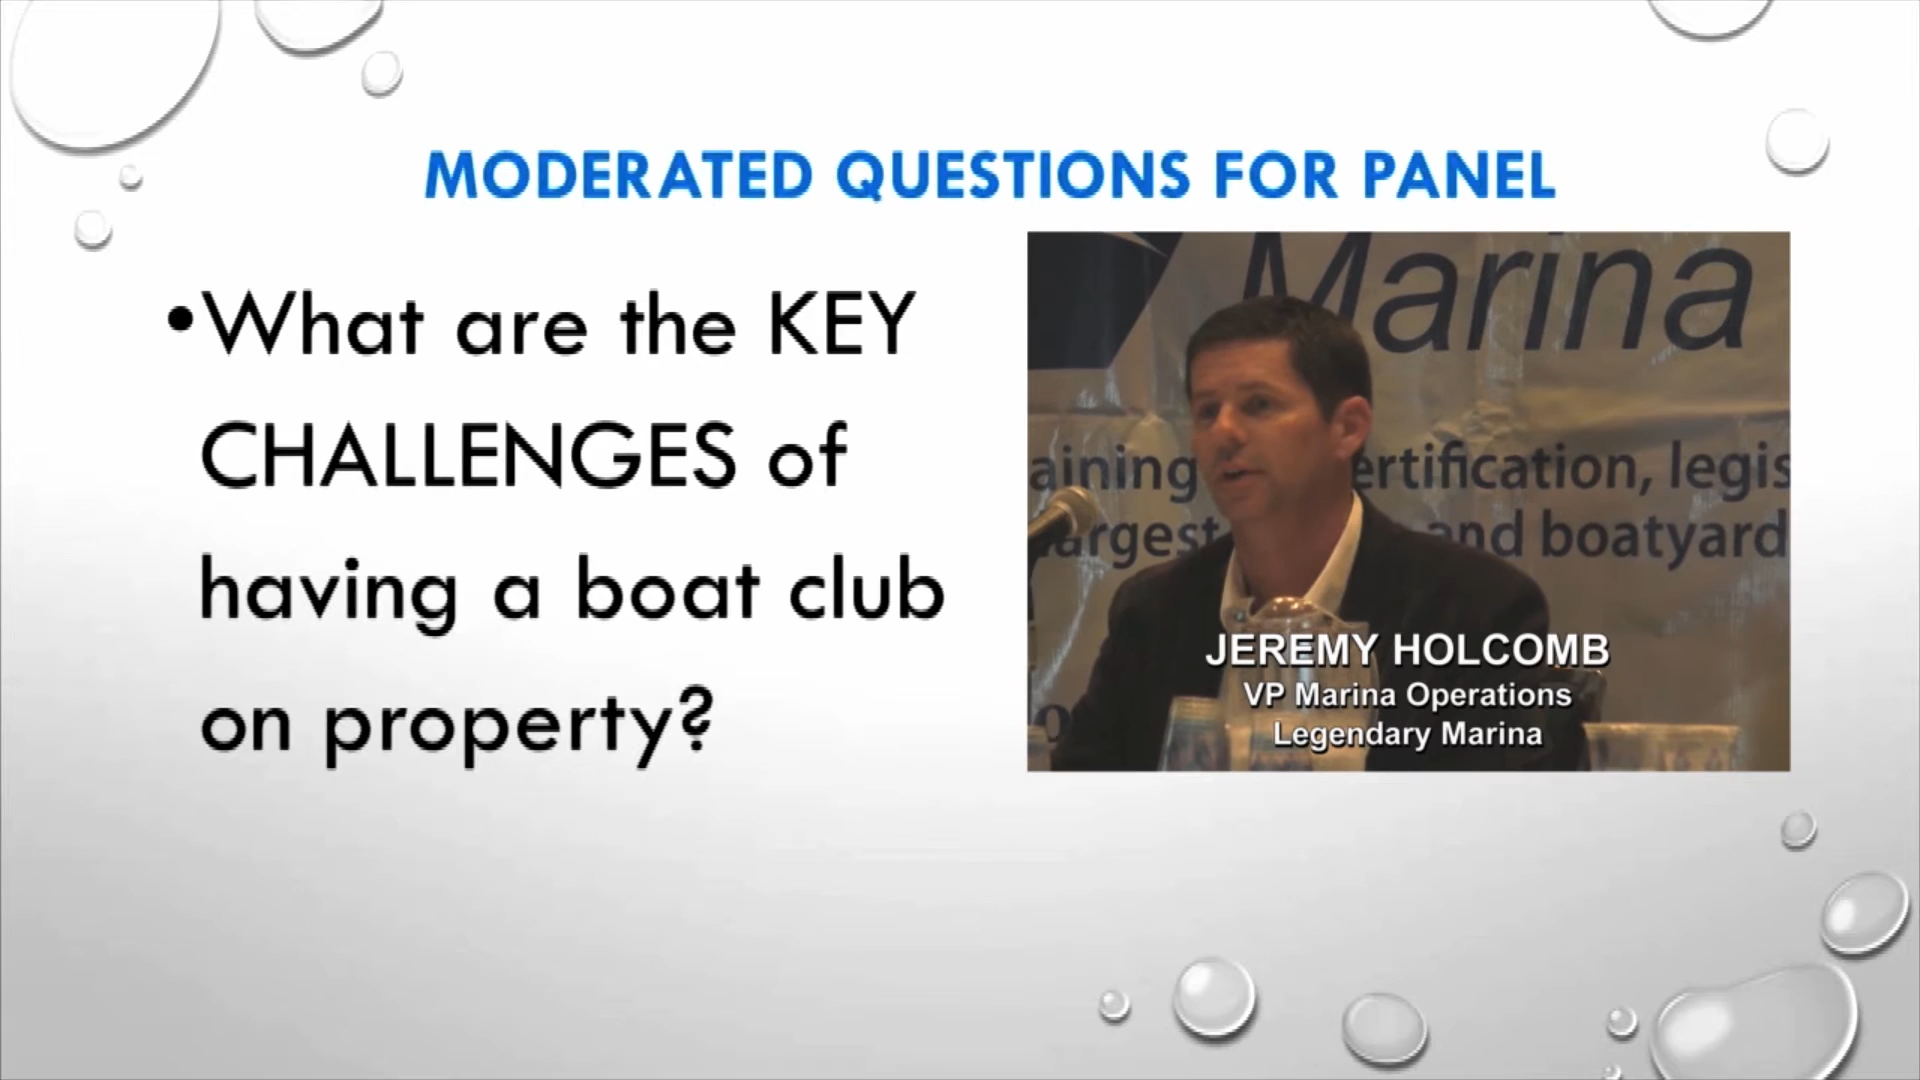 MODERATED QUESTIONS FOR PANEL
•What are the KEY
CHALLENGES of
having a boat club
on property?
Marina
aining ertification, legis
argest and boatyard
JEREMY HOLCOMB
VP Marina Operations
Legendary Marina